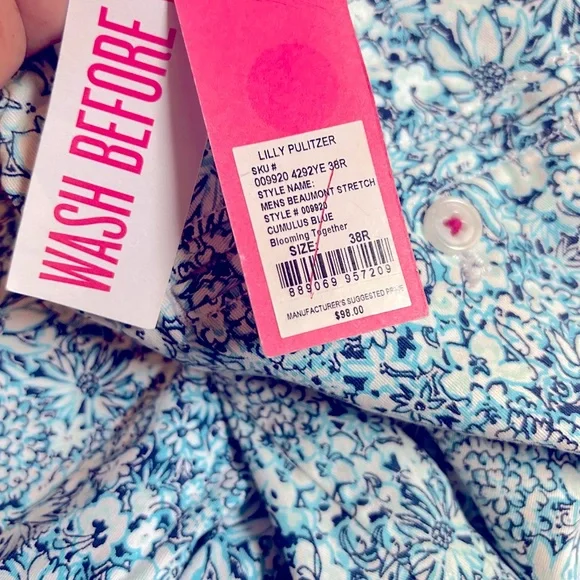 WASH BEFORE
LILLY PULITZER
SKU #
009920 4292YE 38R
STYLE NAME:
MENS BEAUMONT STRETCH
STYLE # 009920
CUMULUS BLUE
Blooming Together
SIZE: 38R
889069 957209
MANUFACTURER'S SUGGESTED PRICE
$98.00